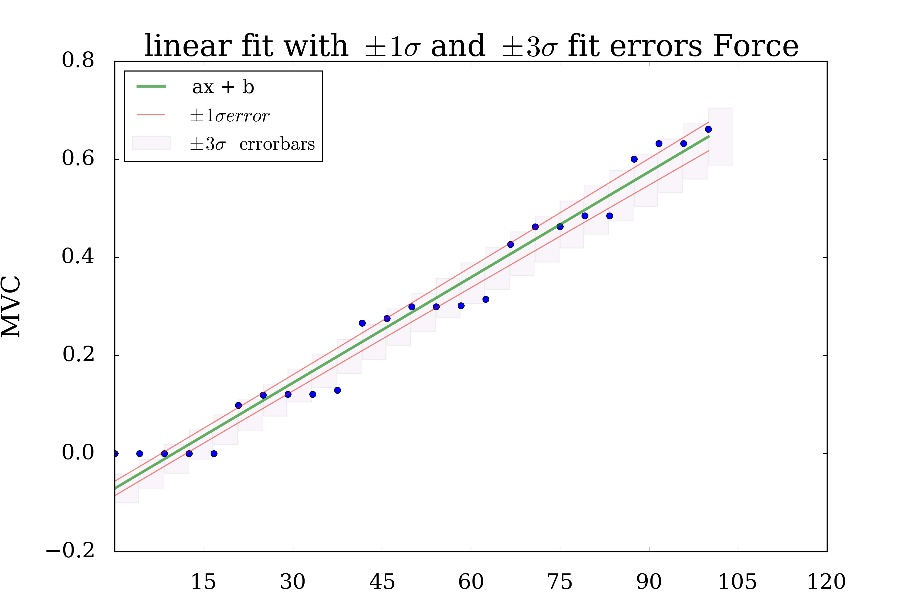 linear fit with ±1σ and ±3σ fit errors Force
ax + b
±1σerror
±3σ errorbars
0.8
0.6
0.4
0.2
0.0
−0.2
MVC
15 30 45 60 75 90 105 120